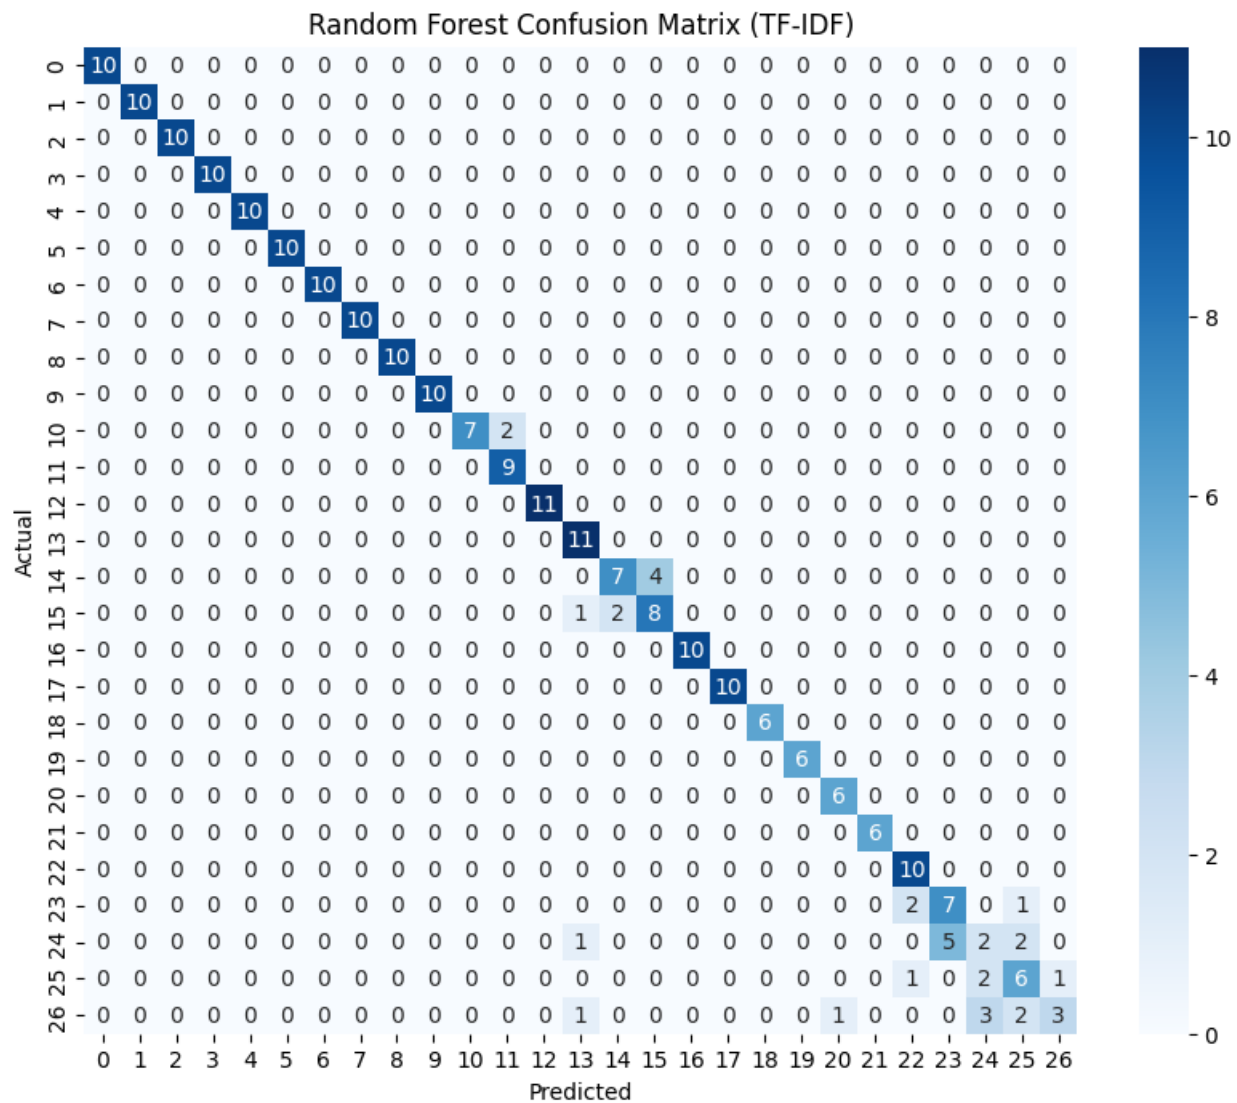 Random Forest Confusion Matrix (TF-IDF)
0 10 0 0 0 0 0 0 0 0 0 0 0 0 0 0 0 0 0 0 0 0 0 0 0 0 0 0
1 0 10 0 0 0 0 0 0 0 0 0 0 0 0 0 0 0 0 0 0 0 0 0 0 0 0 0
2 0 0 10 0 0 0 0 0 0 0 0 0 0 0 0 0 0 0 0 0 0 0 0 0 0 0 0
3 0 0 0 10 0 0 0 0 0 0 0 0 0 0 0 0 0 0 0 0 0 0 0 0 0 0 0
4 0 0 0 0 10 0 0 0 0 0 0 0 0 0 0 0 0 0 0 0 0 0 0 0 0 0 0
5 0 0 0 0 0 10 0 0 0 0 0 0 0 0 0 0 0 0 0 0 0 0 0 0 0 0 0
6 0 0 0 0 0 0 10 0 0 0 0 0 0 0 0 0 0 0 0 0 0 0 0 0 0 0 0
7 0 0 0 0 0 0 0 10 0 0 0 0 0 0 0 0 0 0 0 0 0 0 0 0 0 0 0
8 0 0 0 0 0 0 0 0 10 0 0 0 0 0 0 0 0 0 0 0 0 0 0 0 0 0 0
9 0 0 0 0 0 0 0 0 0 10 0 0 0 0 0 0 0 0 0 0 0 0 0 0 0 0 0
10 0 0 0 0 0 0 0 0 0 0 7 2 0 0 0 0 0 0 0 0 0 0 0 0 0 0 0
11 0 0 0 0 0 0 0 0 0 0 0 9 0 0 0 0 0 0 0 0 0 0 0 0 0 0 0
12 0 0 0 0 0 0 0 0 0 0 0 0 11 0 0 0 0 0 0 0 0 0 0 0 0 0 0
13 0 0 0 0 0 0 0 0 0 0 0 0 0 11 0 0 0 0 0 0 0 0 0 0 0 0 0
14 0 0 0 0 0 0 0 0 0 0 0 0 0 0 7 4 0 0 0 0 0 0 0 0 0 0 0
15 0 0 0 0 0 0 0 0 0 0 0 0 0 1 2 8 0 0 0 0 0 0 0 0 0 0 0
16 0 0 0 0 0 0 0 0 0 0 0 0 0 0 0 0 10 0 0 0 0 0 0 0 0 0 0
17 0 0 0 0 0 0 0 0 0 0 0 0 0 0 0 0 0 10 0 0 0 0 0 0 0 0 0
18 0 0 0 0 0 0 0 0 0 0 0 0 0 0 0 0 0 0 6 0 0 0 0 0 0 0 0
19 0 0 0 0 0 0 0 0 0 0 0 0 0 0 0 0 0 0 0 6 0 0 0 0 0 0 0
20 0 0 0 0 0 0 0 0 0 0 0 0 0 0 0 0 0 0 0 0 6 0 0 0 0 0 0
21 0 0 0 0 0 0 0 0 0 0 0 0 0 0 0 0 0 0 0 0 0 6 0 0 0 0 0
22 0 0 0 0 0 0 0 0 0 0 0 0 0 0 0 0 0 0 0 0 0 0 10 0 0 0 0
23 0 0 0 0 0 0 0 0 0 0 0 0 0 0 0 0 0 0 0 0 0 0 2 7 0 1 0
24 0 0 0 0 0 0 0 0 0 0 0 0 0 1 0 0 0 0 0 0 0 0 0 5 2 2 0
25 0 0 0 0 0 0 0 0 0 0 0 0 0 0 0 0 0 0 0 0 0 0 1 0 2 6 1
26 0 0 0 0 0 0 0 0 0 0 0 0 0 1 0 0 0 0 0 0 1 0 0 0 3 2 3
0 1 2 3 4 5 6 7 8 9 10 11 12 13 14 15 16 17 18 19 20 21 22 23 24 25 26
Predicted
Actual
10
8
6
4
2
0